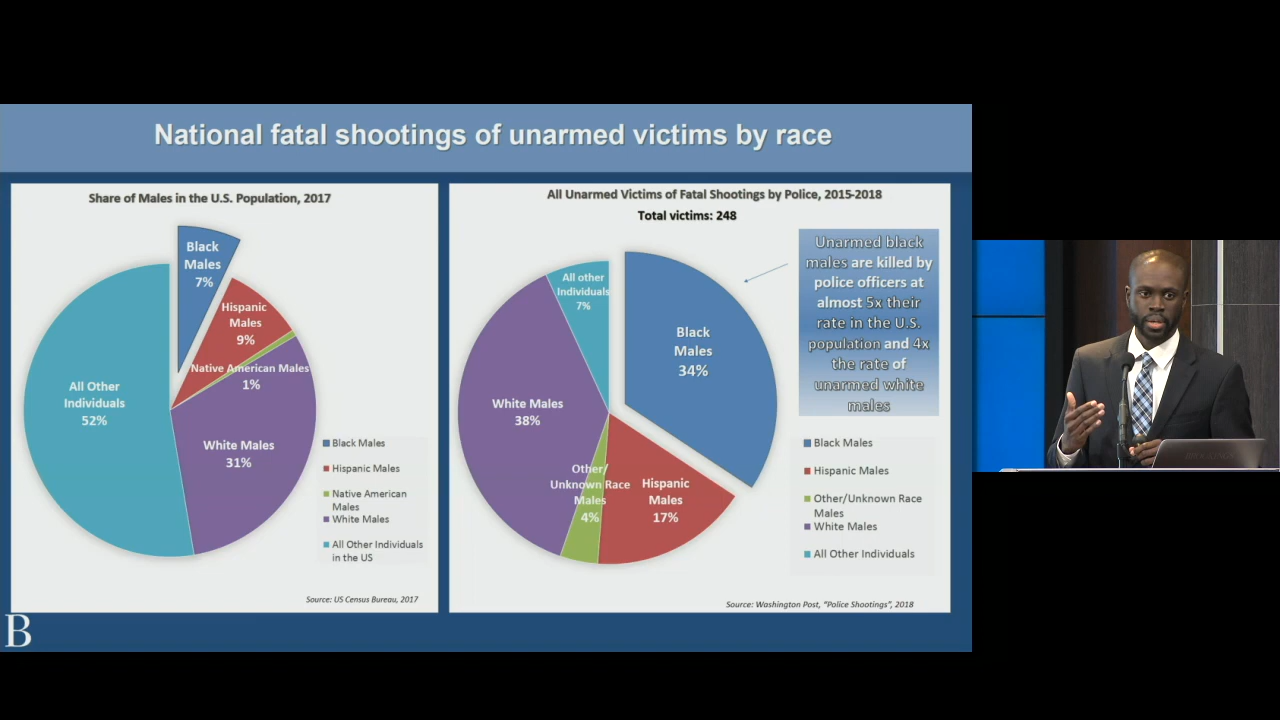 National fatal shootings of unarmed victims by race
Share of Males in the U.S. Population, 2017
Black
Males
7%
Hispanic
Males
9%
Native American Males
1%
White Males
31%
All Other
Individuals
52%
Black Males
Hispanic Males
Native American
Males
White Males
All Other Individuals
in the US
Source: US Census Bureau, 2017
All Unarmed Victims of Fatal Shootings by Police, 2015-2018
Total victims: 248
All other
Individuals
7%
Black
Males
34%
White Males
38%
Other/
Unknown Race
Males
4%
Hispanic
Males
17%
Unarmed black
males are killed by
police officers at
almost 5x their
rate in the U.S.
population and 4x
the rate of
unarmed white
males
Black Males
Hispanic Males
Other/Unknown Race
Males
White Males
All Other Individuals
Source: Washington Post, “Police Shootings”, 2018
B